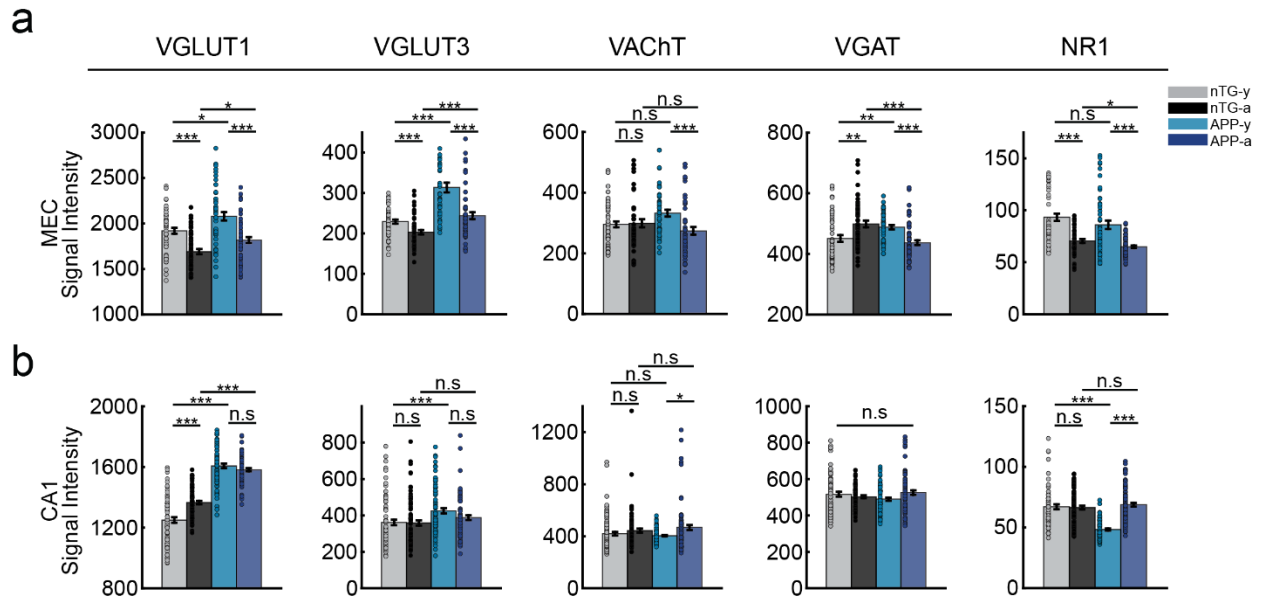 a
VGLUT1 VGLUT3 VAChT VGAT NR1
nTG-y
nTG-a
APP-y
APP-a
MEC
Signal Intensity
3000
2500
2000
1500
1000
*
*
***
***
400
300
200
100
0
***
***
***
***
600
400
200
0
n.s
n.s
n.s
***
800
600
400
200
***
**
**
***
150
100
50
0
*
n.s
***
***
b
CA1
Signal Intensity
2000
1600
1200
800
***
***
***
n.s
800
600
400
200
0
n.s
***
n.s
n.s
1200
800
400
0
n.s
n.s
n.s
*
1000
800
600
400
200
0
n.s
150
100
50
0
n.s
***
n.s
***